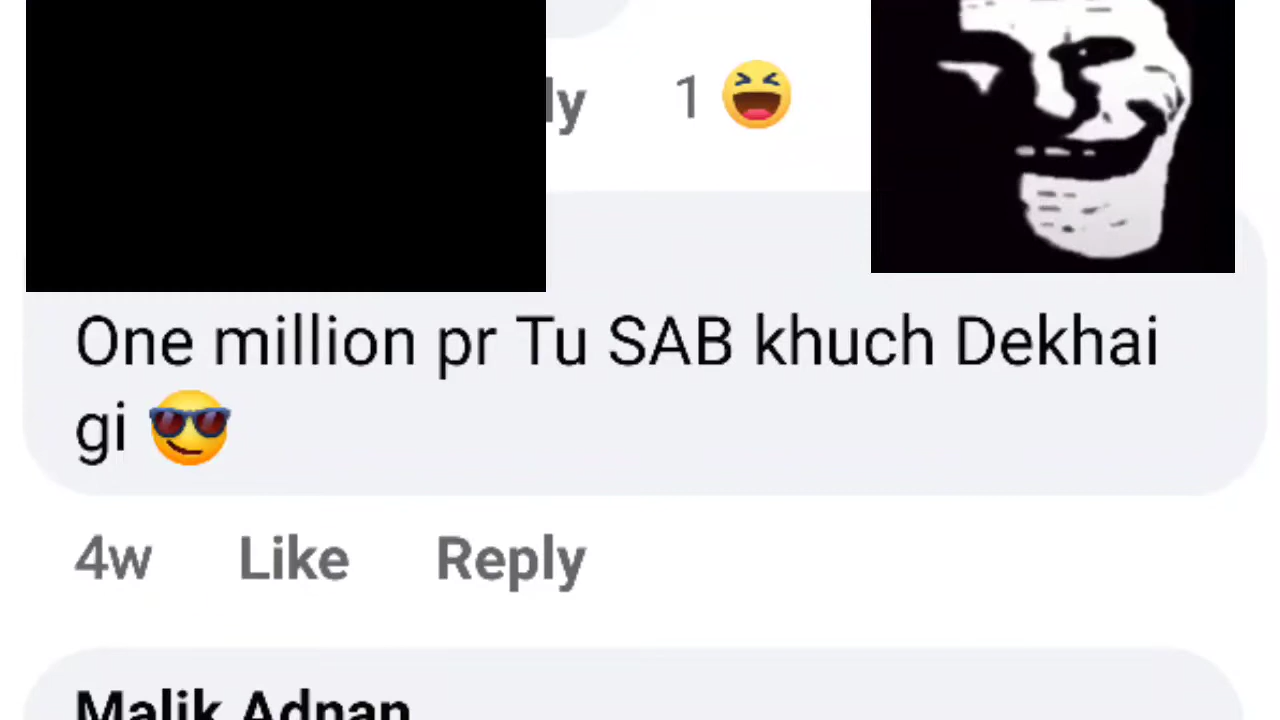 ly 1
One million pr Tu SAB khuch Dekhai
gi
4w Like Reply
Malik Adnan